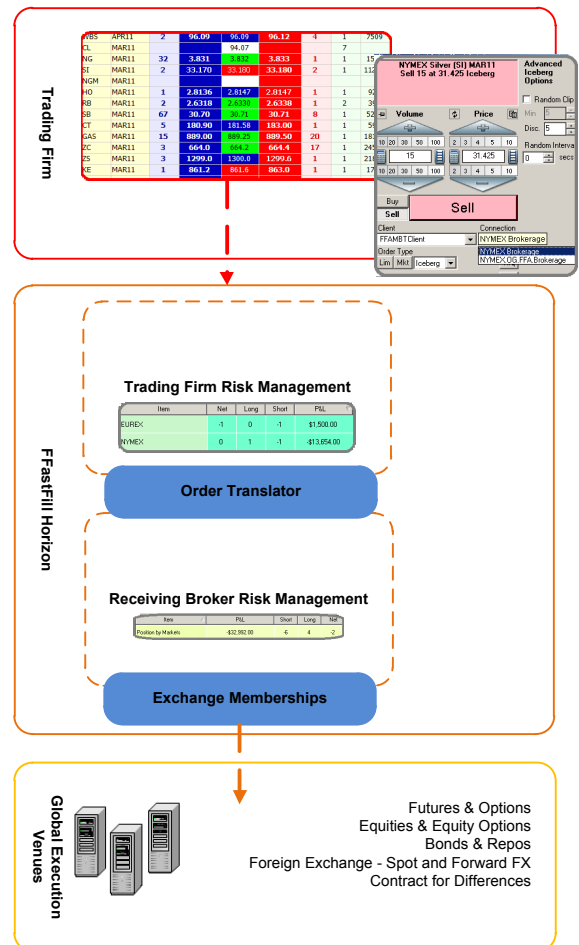 Trading Firm
WBS APR11 2 96.09 96.09 96.12 4 1 7509
CL MAR11 94.07 7
NG MAR11 32 3.831 3.832 3.833 1 1
SI MAR11 2 33.170 33.180 33.180 2 1
NGM MAR11
HO MAR11 1 2.8136 2.8147 2.8147 1 1
RB MAR11 2 2.6318 2.6330 2.6338 1 2
SB MAR11 67 30.70 30.71 30.71 8 1
CT MAR11 5 180.90 181.58 183.00 1 1
GAS MAR11 15 889.00 889.25 889.50 20 1
ZC MAR11 3 664.0 664.2 664.4 17 1
ZS MAR11 3 1299.0 1300.0 1299.6 1 1
KE MAR11 1 861.2 861.6 863.0 1 1
NYMEX Silver (SI) MAR11
Sell 15 at 31.425 Iceberg
Advanced
Iceberg
Options
Random Clip
Min 5
Disc. 5
Random Interva
0 secs
Volume Price
10 20 30 50 100 2 3 4 5 10
15 31.425
10 20 30 50 100 2 3 4 5 10
Buy
Sell
Sell
Client Connection
FFAMBTClient NYMEX Brokerage
Order Type
Lim Mkt Iceberg
NYMEX Brokerage
NYMEX.OG.FFA.Brokerage
FFastFill Horizon
Trading Firm Risk Management
Item Net Long Short P&L
EUREX -1 0 -1 $1,500.00
NYMEX 0 1 -1 -$13,654.00
Order Translator
Receiving Broker Risk Management
Item P&L Short Long Net
Position by Markets -$32,992.00 -6 4 -2
Exchange Memberships
Global Execution
Venues
Futures & Options
Equities & Equity Options
Bonds & Repos
Foreign Exchange - Spot and Forward FX
Contract for Differences